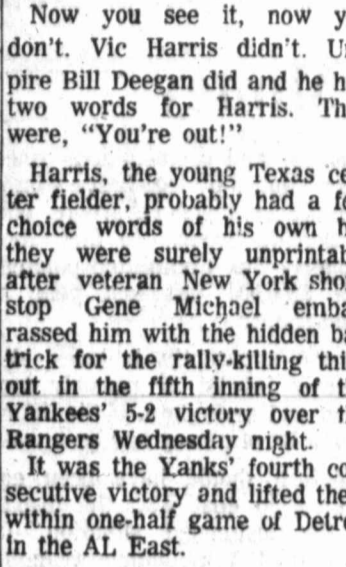 Now you see it, now y
don't. Vic Harris didn't. U
pire Bill Deegan did and he h
two words for Harris. Th
were, "You're out!"
Harris, the young Texas ce
ter fielder, probably had a f
choice words of his own h
they were surely unprintab
after veteran New York sho
stop Gene Michael emba
rassed him with the hidden ba
trick for the rally-killing thi
out in the fifth inning of t
Yankees' 5-2 victory over t
Rangers Wednesday night.
It was the Yanks' fourth co
secutive victory and lifted the
within one-half game of Detro
in the AL East.